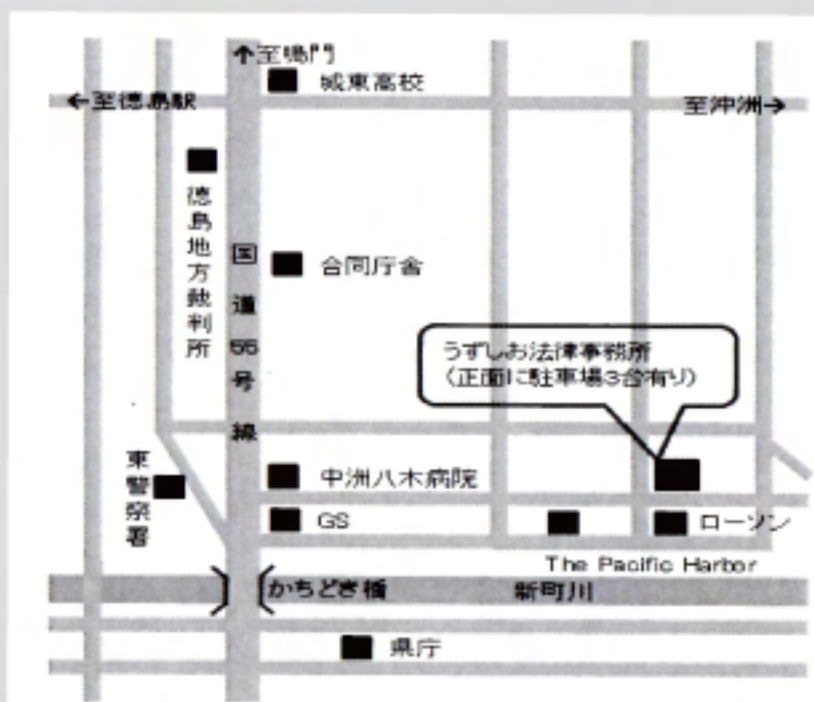 ↑至鳴門
城東高校
←至徳島駅
至沖洲→
徳島地方裁判所
国道55号線
合同庁舎
うずしお法律事務所
(正面に駐車場3台有り)
東警察署
中洲八木病院
GS
ローソン
The Pacific Harbor
かちどき橋
新町川
県庁